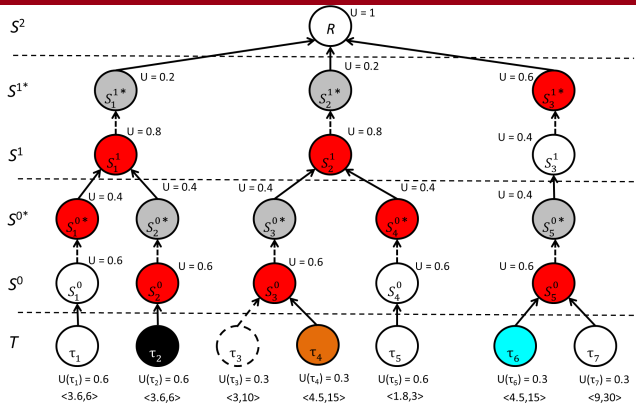 S² R U = 1
S¹* S₁¹* U = 0.2 S₂¹* U = 0.2 S₃¹* U = 0.6
S¹ S₁¹ U = 0.8 S₂¹ U = 0.8 S₃¹ U = 0.4
S⁰* S₁⁰* U = 0.4 S₂⁰* U = 0.4 S₃⁰* U = 0.4 S₄⁰* U = 0.4 S₅⁰* U = 0.4
S⁰ S₁⁰ U = 0.6 S₂⁰ U = 0.6 S₃⁰ U = 0.6 S₄⁰ U = 0.6 S₅⁰ U = 0.6
T τ₁ τ₂ τ₃ τ₄ τ₅ τ₆ τ₇
U(τ₁) = 0.6 U(τ₂) = 0.6 U(τ₃) = 0.3 U(τ₄) = 0.3 U(τ₅) = 0.6 U(τ₆) = 0.3 U(τ₇) = 0.3
<3.6,6> <3.6,6> <3,10> <4.5,15> <1.8,3> <4.5,15> <9,30>